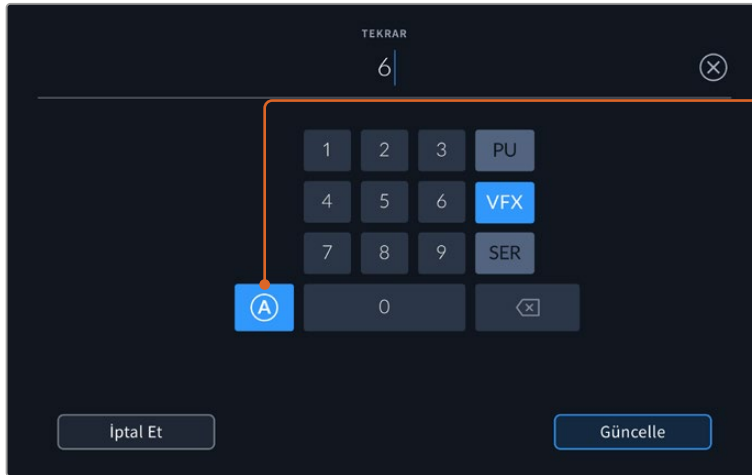 TEKRAR
6
1 2 3 PU
4 5 6 VFX
7 8 9 SER
A 0
İptal Et Güncelle